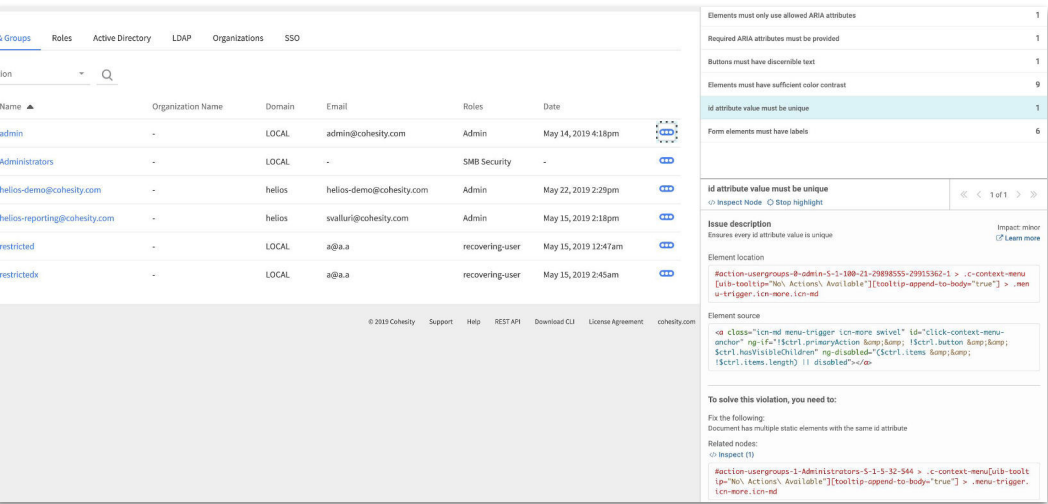 & Groups Roles Active Directory LDAP Organizations SSO
ion
Name Organization Name Domain Email Roles Date
admin - LOCAL admin@cohesity.com Admin May 14, 2019 4:18pm
Administrators - LOCAL - SMB Security -
helios-demo@cohesity.com - helios helios-demo@cohesity.com Admin May 22, 2019 2:29pm
helios-reporting@cohesity.com - helios svalluri@cohesity.com Admin May 15, 2019 2:18pm
restricted - LOCAL a@a.a recovering-user May 15, 2019 12:47am
restrictedx - LOCAL a@a.a recovering-user May 15, 2019 2:45am
© 2019 Cohesity Support Help REST API Download CLI License Agreement cohesity.com
Elements must only use allowed ARIA attributes 1
Required ARIA attributes must be provided 1
Buttons must have discernible text 1
Elements must have sufficient color contrast 9
id attribute value must be unique 1
Form elements must have labels 6
id attribute value must be unique
</> Inspect Node Stop highlight
« < 1 of 1 > »
Issue description
Ensures every id attribute value is unique
Impact: minor
Learn more
Element location
#action-usergroups-0-admin-S-1-100-21-29898555-29915362-1 > .c-context-menu
[uib-tooltip="No\ Actions\ Available"][tooltip-append-to-body="true"] > .men
u-trigger.icn-more.icn-md
Element source
<a class="icn-md menu-trigger icn-more swivel" id="click-context-menu-
anchor" ng-if="!$ctrl.primaryAction &amp;&amp; !$ctrl.button &amp;&amp;
$ctrl.hasVisibleChildren" ng-disabled="($ctrl.items &amp;&amp;
!$ctrl.items.length) || disabled"></a>
To solve this violation, you need to:
Fix the following:
Document has multiple static elements with the same id attribute
Related nodes:
</> Inspect (1)
#action-usergroups-1-Administrators-S-1-5-32-544 > .c-context-menu[uib-toolt
ip="No\ Actions\ Available"][tooltip-append-to-body="true"] > .menu-trigger.
icn-more.icn-md